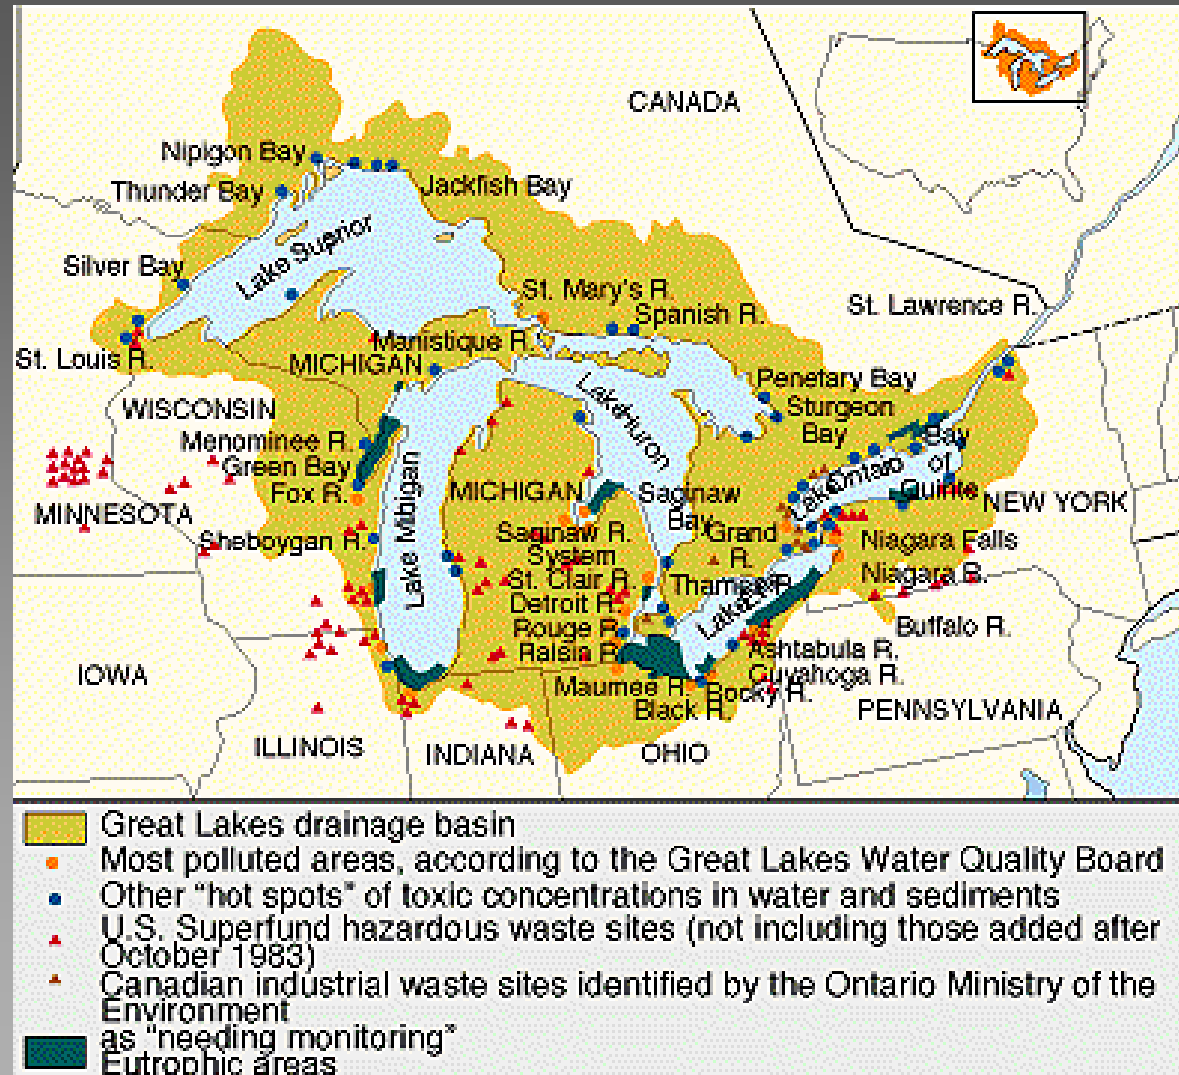 CANADA
Nipigon Bay
Thunder Bay
Jackfish Bay
Lake Suprior
Silver Bay
St. Mary's R.
Spanish R.
St. Lawrence R.
Manistique R.
St. Louis R.
MICHIGAN
Penetary Bay
WISCONSIN
Lake Huron
Sturgeon
Bay
Menominee R.
Bay
of
Quinte
Green Bay
Lake Ontaro
Fox R.
Lake Mihigan
MICHIGAN
Saginaw
Bay
NEW YORK
MINNESOTA
Sheboygan R.
Saginaw R.
System
Grand
R.
Niagara Falls
St. Clair R.
Thames R.
Niagara R.
Detroit R.
Lake
Rouge R.
Buffalo R.
Raisin R.
Ashtabula R.
IOWA
Cuyahoga R.
Maumee R.
Rocky R.
Black R.
PENNSYLVANIA
ILLINOIS
INDIANA
OHIO
Great Lakes drainage basin
Most polluted areas, according to the Great Lakes Water Quality Board
Other "hot spots" of toxic concentrations in water and sediments
U.S. Superfund hazardous waste sites (not including those added after
October 1983)
Canadian industrial waste sites identified by the Ontario Ministry of the
Environment
as "needing monitoring"
Eutrophic areas